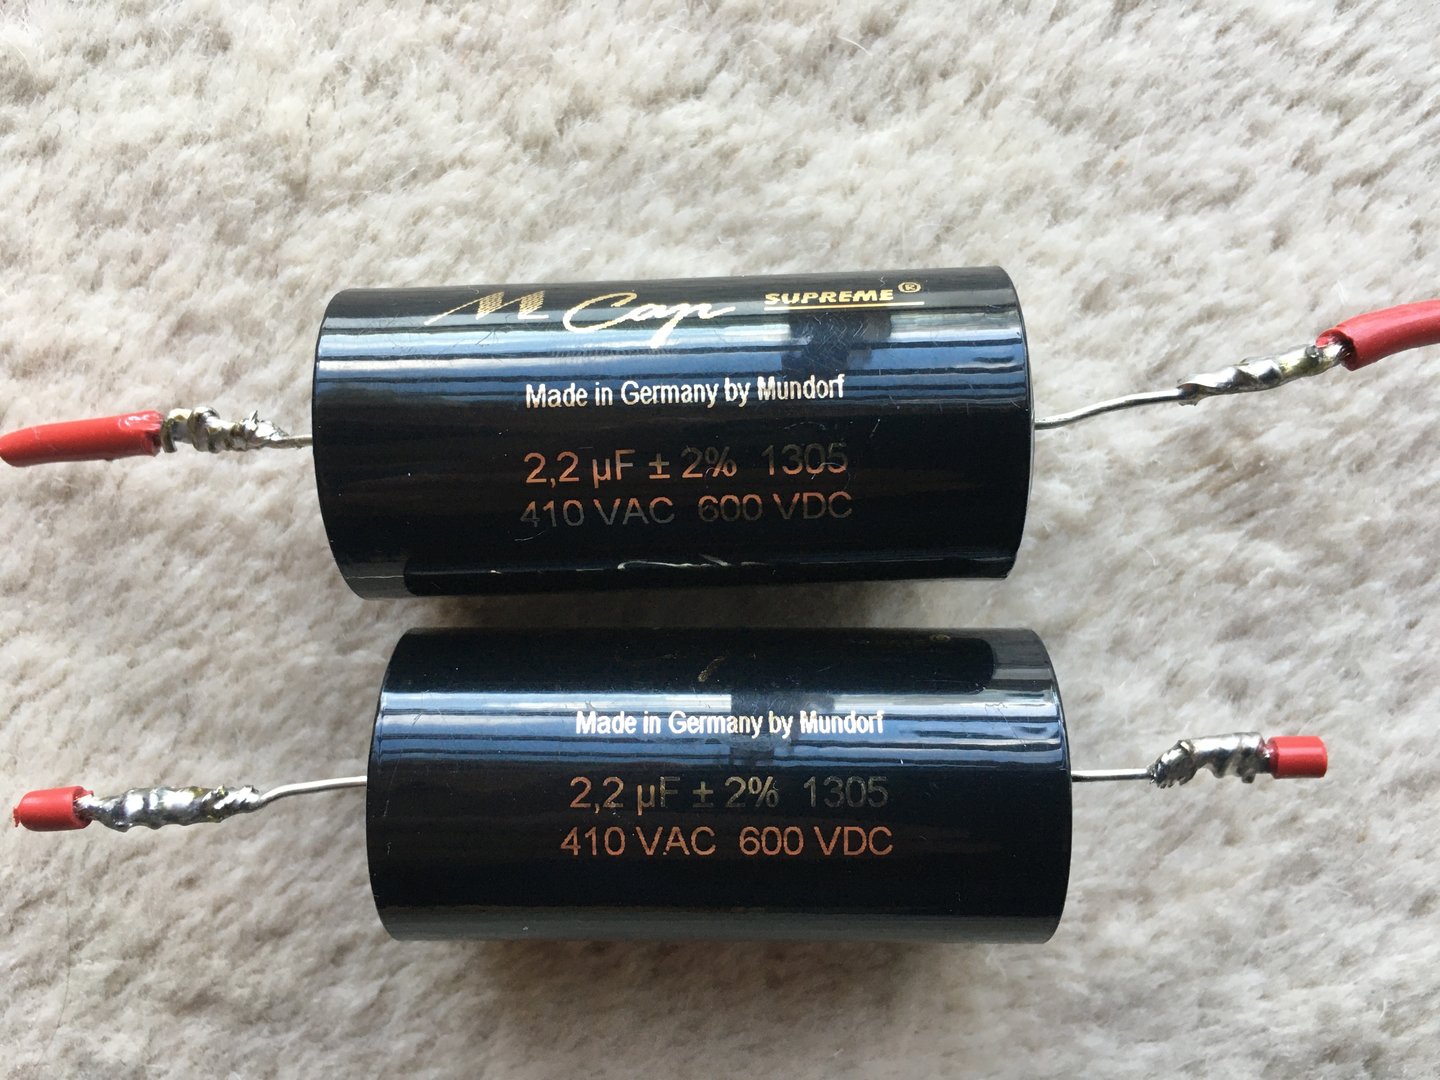 M Cap SUPREME®
Made in Germany by Mundorf
2,2 µF ± 2% 1305
410 VAC 600 VDC
Made in Germany by Mundorf
2,2 µF ± 2% 1305
410 VAC 600 VDC